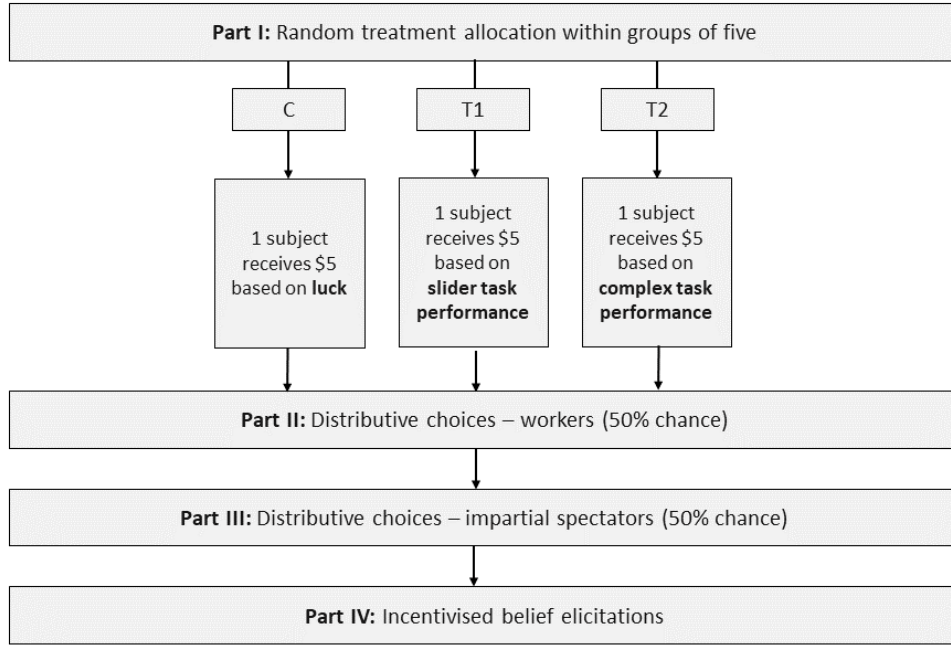 Part I: Random treatment allocation within groups of five
C
T1
T2
1 subject
receives $5
based on luck
1 subject
receives $5
based on
slider task
performance
1 subject
receives $5
based on
complex task
performance
Part II: Distributive choices – workers (50% chance)
Part III: Distributive choices – impartial spectators (50% chance)
Part IV: Incentivised belief elicitations